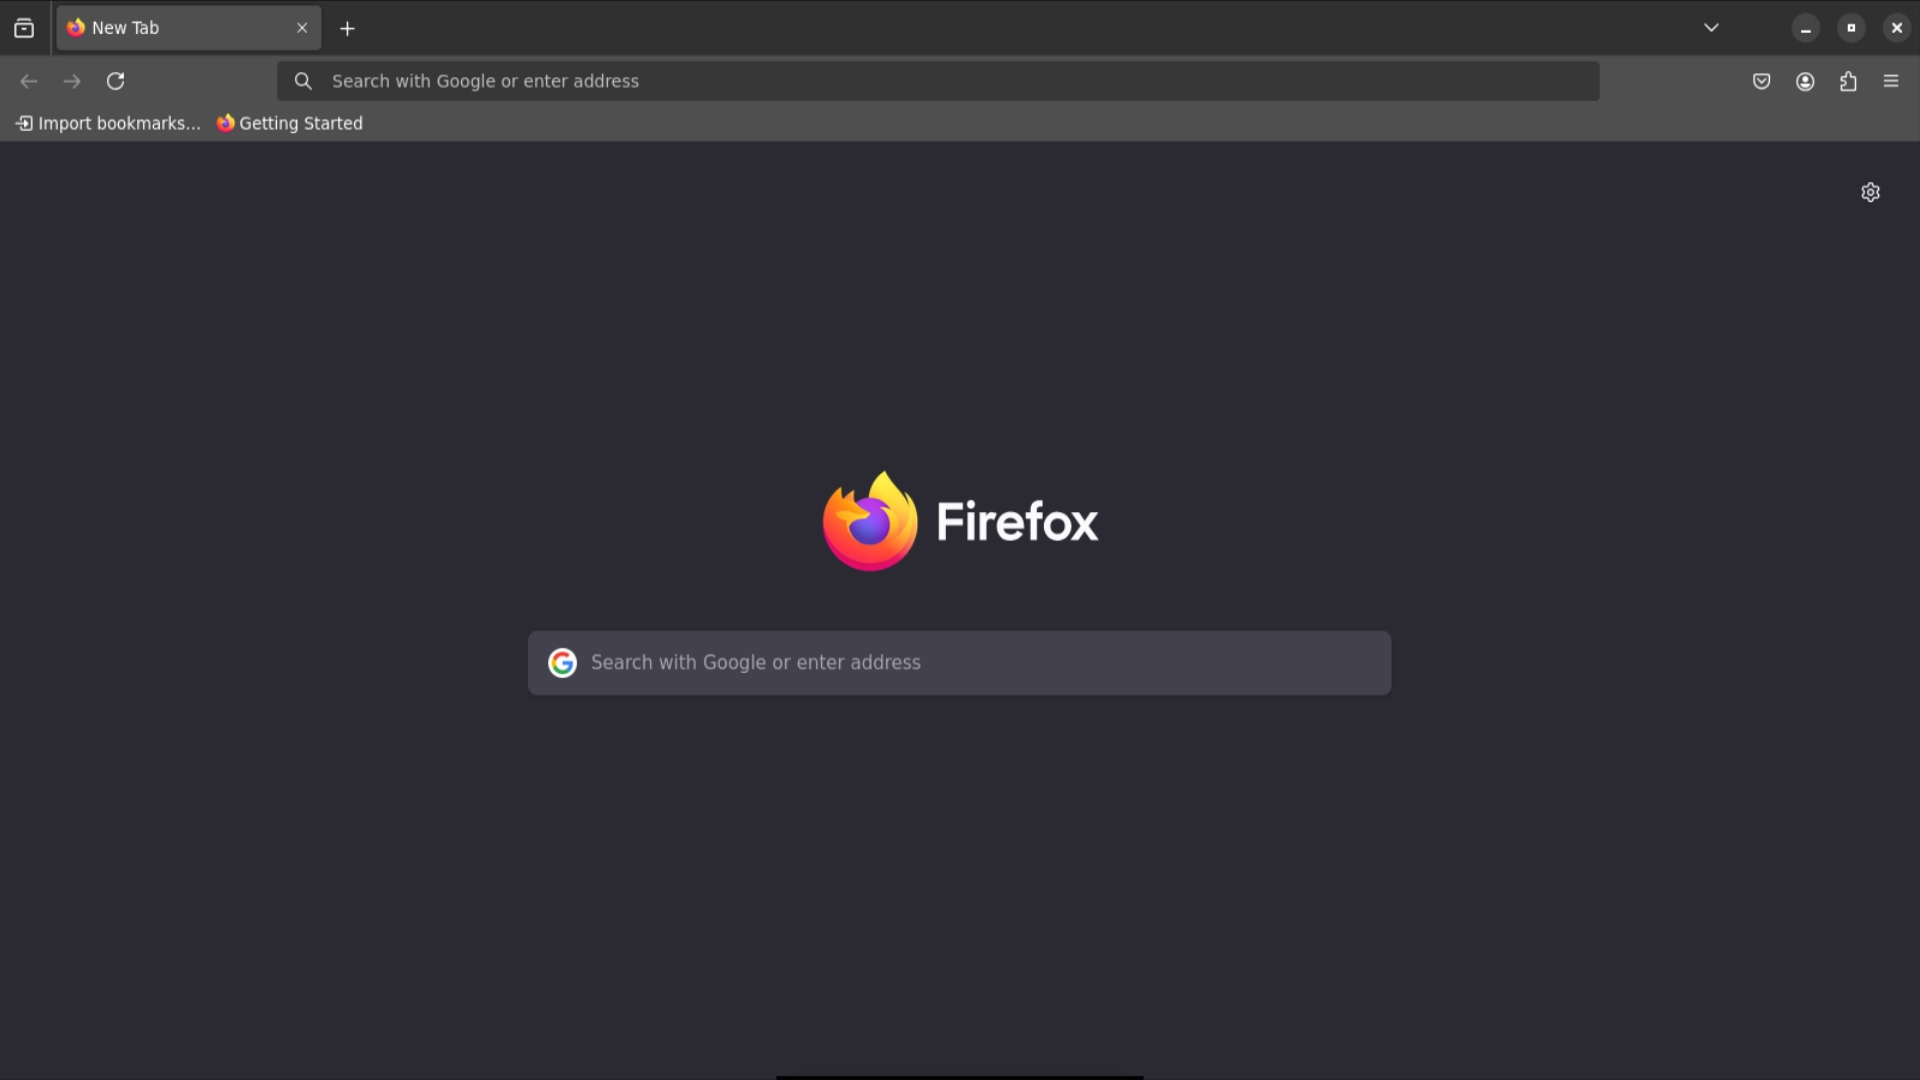 New Tab
Search with Google or enter address
Import bookmarks...
Getting Started
Firefox
Search with Google or enter address